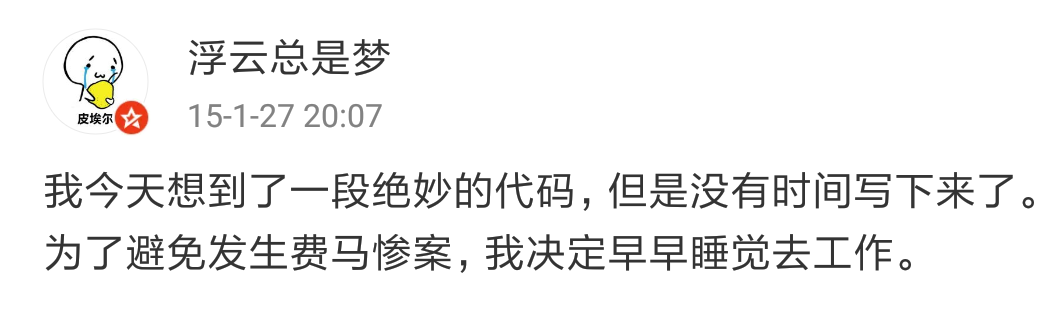 浮云总是梦
皮埃尔
15-1-27 20:07
我今天想到了一段绝妙的代码，但是没有时间写下来了。
为了避免发生费马惨案，我决定早早睡觉去工作。